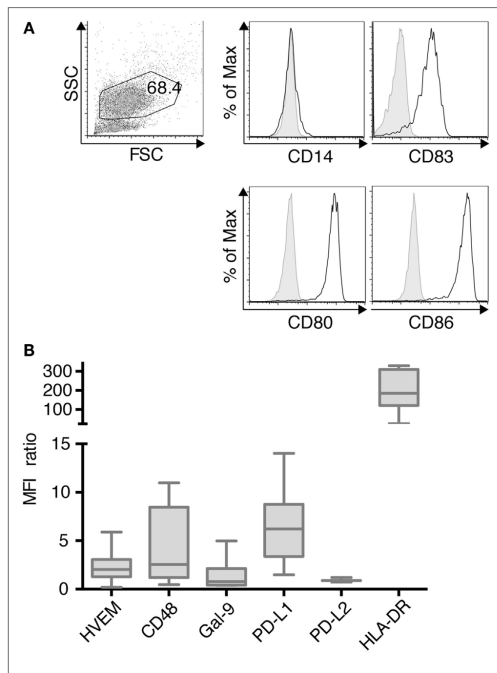 A
SSC
68.4
FSC
% of Max
CD14
CD83
% of Max
CD80
CD86
B
300
200
100
15
10
5
0
MFI ratio
HVEM
CD48
Gal-9
PD-L1
PD-L2
HLA-DR